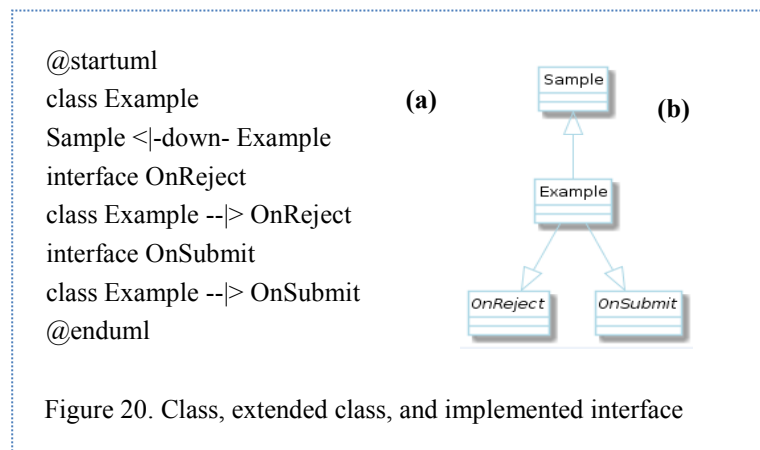 @startuml
class Example
Sample <|-down- Example
interface OnReject
class Example --|> OnReject
interface OnSubmit
class Example --|> OnSubmit
@enduml
(a)
Sample
(b)
Example
OnReject
OnSubmit
Figure 20. Class, extended class, and implemented interface